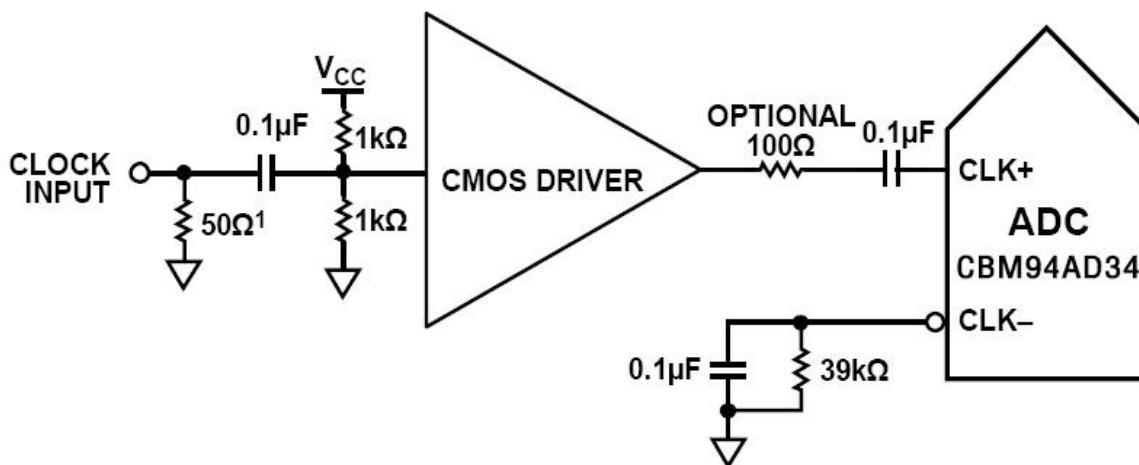 V_CC
0.1µF
1kΩ
CLOCK
INPUT
50Ω¹
1kΩ
CMOS DRIVER
OPTIONAL
100Ω
0.1µF
CLK+
ADC
CBM94AD34
CLK–
0.1µF
39kΩ